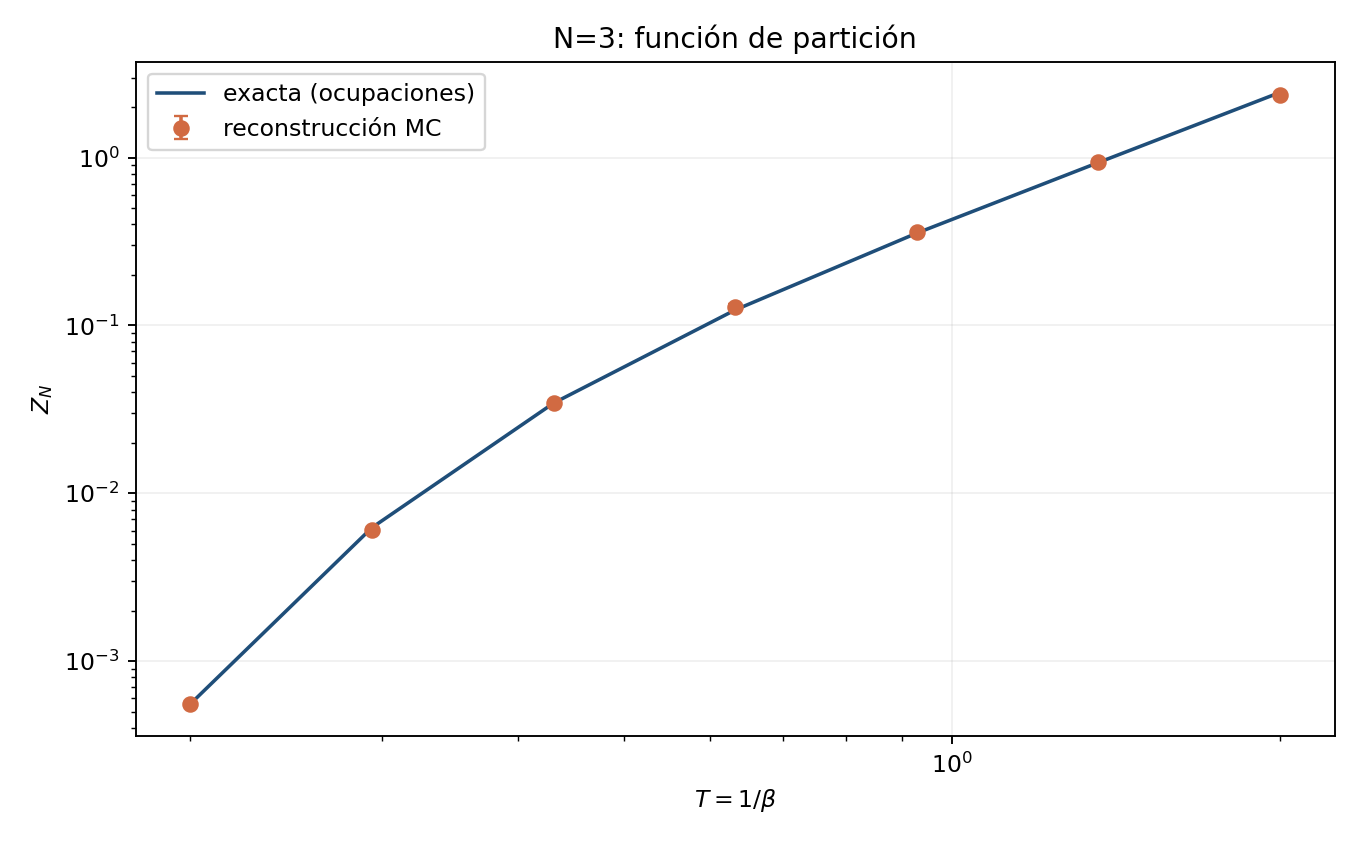 N=3: función de partición
exacta (ocupaciones)
reconstrucción MC
10⁰
10⁻¹
10⁻²
10⁻³
Z_N
10⁰
T = 1/β